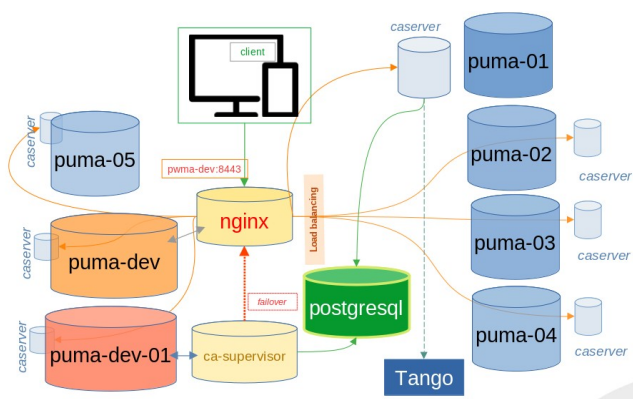 client
caserver
puma-01
caserver
puma-05
puma-02
caserver
pwma-dev:8443
nginx
Load balancing
caserver
puma-dev
puma-03
caserver
failover
postgresql
caserver
puma-dev-01
ca-supervisor
puma-04
caserver
Tango